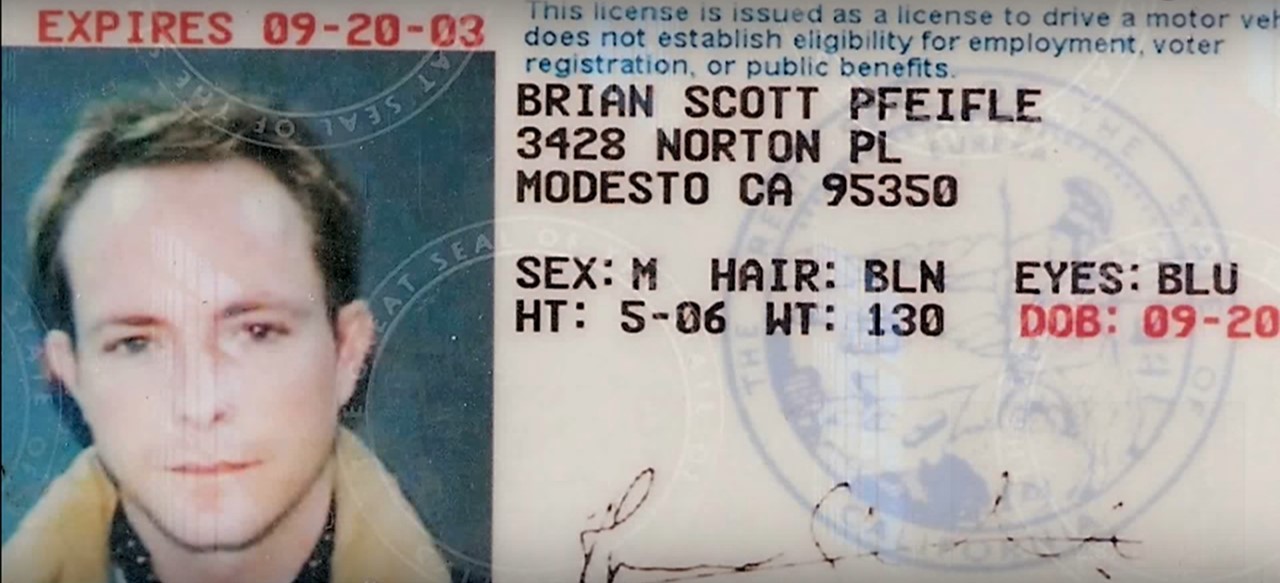 EXPIRES 09-20-03
This license is issued as a license to drive a motor veh
does not establish eligibility for employment, voter
registration, or public benefits.
BRIAN SCOTT PFEIFLE
3428 NORTON PL
MODESTO CA 95350
SEX: M HAIR: BLN EYES: BLU
HT: 5-06 WT: 130 DOB: 09-20